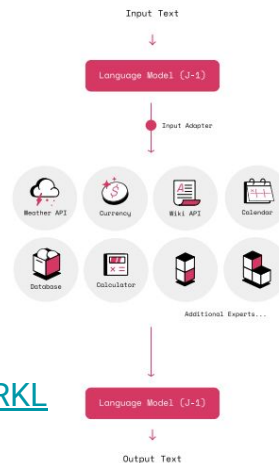 Input Text
Language Model (J-1)
Input Adapter
Weather API
Currency
Wiki API
Calendar
Database
Calculator
Additional Experts...
RKL
Language Model (J-1)
Output Text